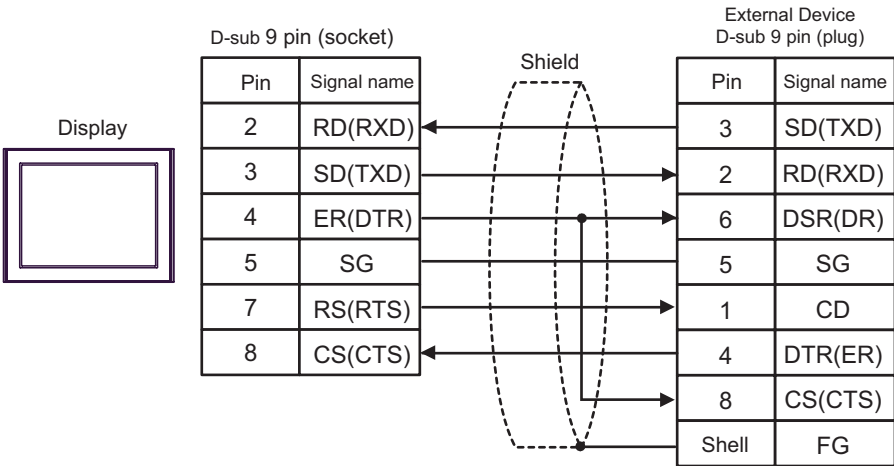 External Device
D-sub 9 pin (socket)
D-sub 9 pin (plug)
Shield
Pin Signal name
Pin Signal name
Display
2 RD(RXD) 3 SD(TXD)
3 SD(TXD) 2 RD(RXD)
4 ER(DTR) 6 DSR(DR)
5 SG 5 SG
7 RS(RTS) 1 CD
8 CS(CTS) 4 DTR(ER)
8 CS(CTS)
Shell FG